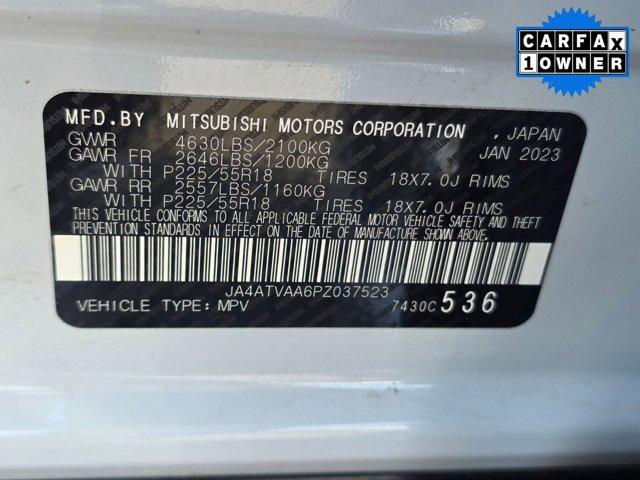 CARFAX
1 OWNER
MFD.BY MITSUBISHI MOTORS CORPORATION , JAPAN
GVWR 4630LBS/2100KG JAN 2023
GAWR FR 2646LBS/1200KG
WITH P225/55R18 TIRES 18X7.0J RIMS
GAWR RR 2557LBS/1160KG
WITH P225/55R18 TIRES 18X7.0J RIMS
THIS VEHICLE CONFORMS TO ALL APPLICABLE FEDERAL MOTOR VEHICLE SAFETY AND THEFT
PREVENTION STANDARDS IN EFFECT ON THE DATE OF MANUFACTURE SHOWN ABOVE.
JA4ATVAA6PZ037523
VEHICLE TYPE: MPV 7430C 536